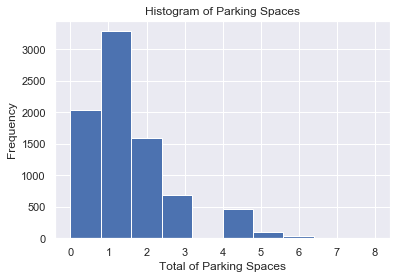 Histogram of Parking Spaces
3000
2500
2000
1500
1000
500
0
Frequency
0 1 2 3 4 5 6 7 8
Total of Parking Spaces